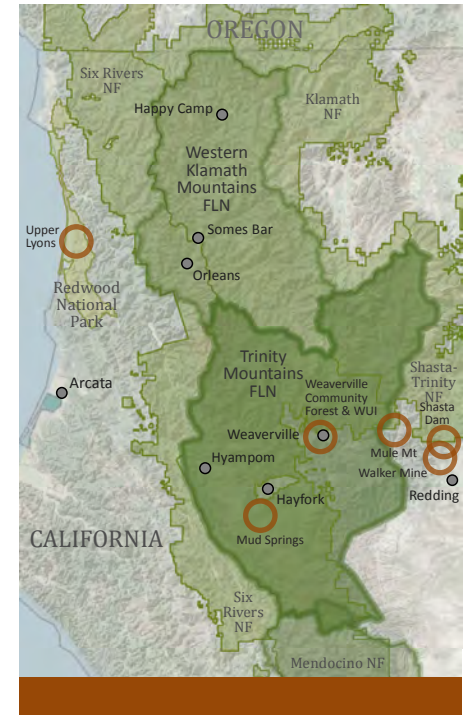 OREGON
Six Rivers
NF
Happy Camp
Klamath
NF
Western
Klamath
Mountains
FLN
Upper
Lyons
Somes Bar
Orleans
Redwood
National
Park
Trinity
Mountains
FLN
Shasta-
Trinity
NF
Arcata
Weaverville
Community
Forest & WUI
Shasta
Dam
Weaverville
Mule Mt
Hyampom
Walker Mine
Hayfork
Redding
Mud Springs
CALIFORNIA
Six
Rivers
NF
Mendocino NF